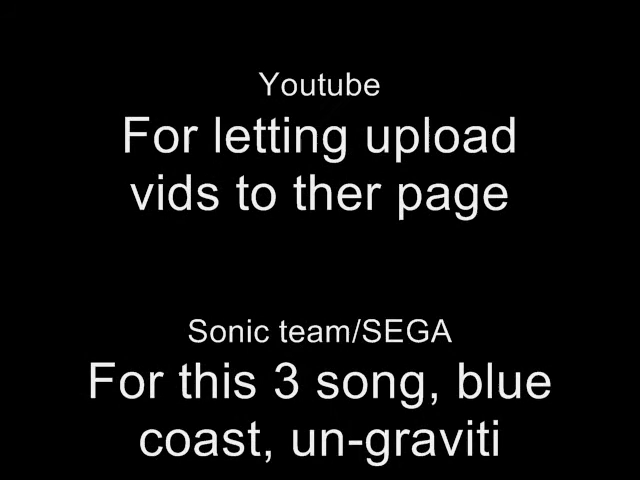 Youtube
For letting upload
vids to ther page
Sonic team/SEGA
For this 3 song, blue
coast, un-graviti